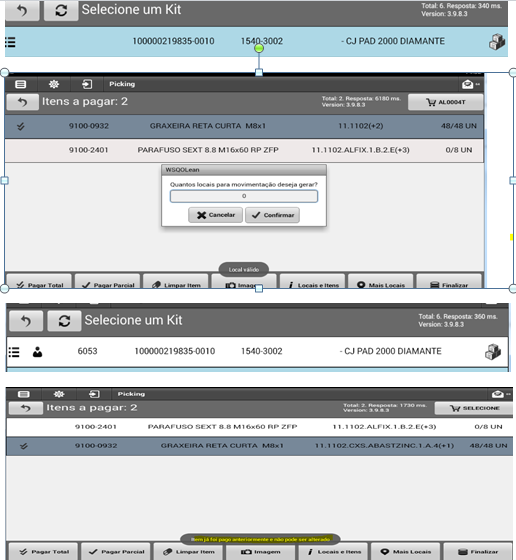 Selecione um Kit
Total: 6. Resposta: 340 ms.
Version: 3.9.8.3
100000219835-0010 1540-3002 - CJ PAD 2000 DIAMANTE
Picking
Itens a pagar: 2
Total: 2. Resposta: 6180 ms.
Version: 3.9.8.3
AL0004T
9100-0932 GRAXEIRA RETA CURTA M8x1 11.1102(+2) 48/48 UN
9100-2401 PARAFUSO SEXT 8.8 M16x60 RP ZFP 11.1102.ALFIX.1.B.2.E(+3) 0/8 UN
WSQOLean
Quantos locais para movimentação deseja gerar?
0
Cancelar Confirmar
Local válido
Pagar Total Pagar Parcial Limpar Item Imagem Locais e Itens Mais Locais Finalizar
Selecione um Kit
Total: 6. Resposta: 360 ms.
Version: 3.9.8.3
6053 100000219835-0010 1540-3002 - CJ PAD 2000 DIAMANTE
Picking
Itens a pagar: 2
Total: 2. Resposta: 1730 ms.
Version: 3.9.8.3
SELECIONE
9100-2401 PARAFUSO SEXT 8.8 M16x60 RP ZFP 11.1102.ALFIX.1.B.2.E(+3) 0/8 UN
9100-0932 GRAXEIRA RETA CURTA M8x1 11.1102.CXS.ABASTZINC.1.A.4(+1) 48/48 UN
Item já foi pago anteriormente e não pode ser alterado
Pagar Total Pagar Parcial Limpar Item Imagem Locais e Itens Mais Locais Finalizar